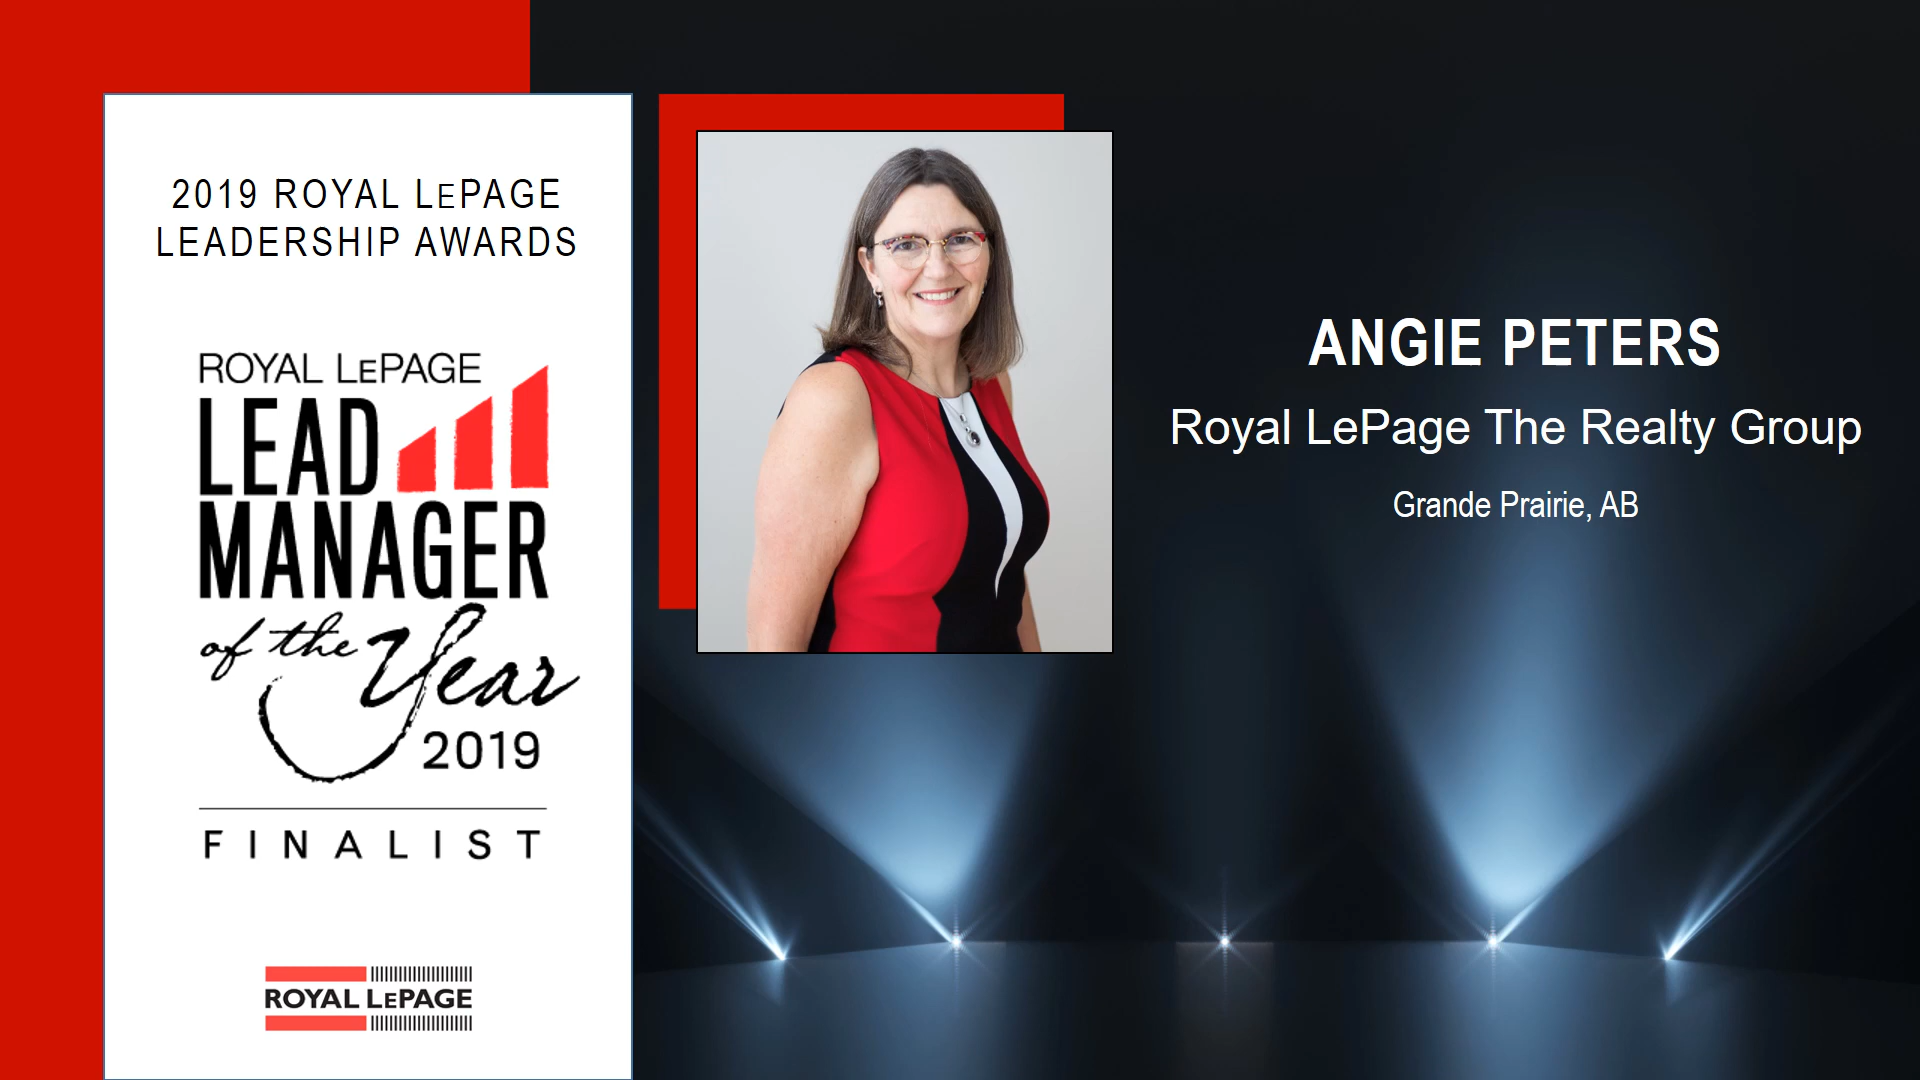 2019 ROYAL LEPAGE
LEADERSHIP AWARDS
ROYAL LEPAGE
LEAD
MANAGER
of the Year
2019
FINALIST
ROYAL LEPAGE
ANGIE PETERS
Royal LePage The Realty Group
Grande Prairie, AB